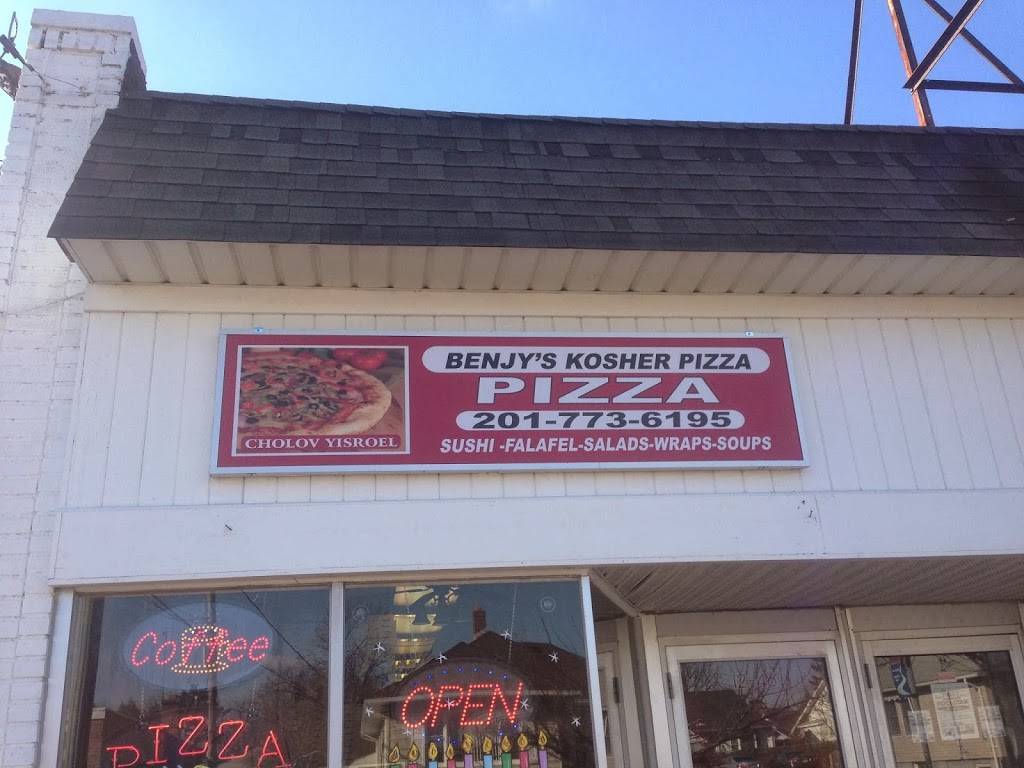 BENJY'S KOSHER PIZZA
PIZZA
201-773-6195
SUSHI -FALAFEL-SALADS-WRAPS-SOUPS
CHOLOV YISROEL
Coffee
OPEN
PIZZA